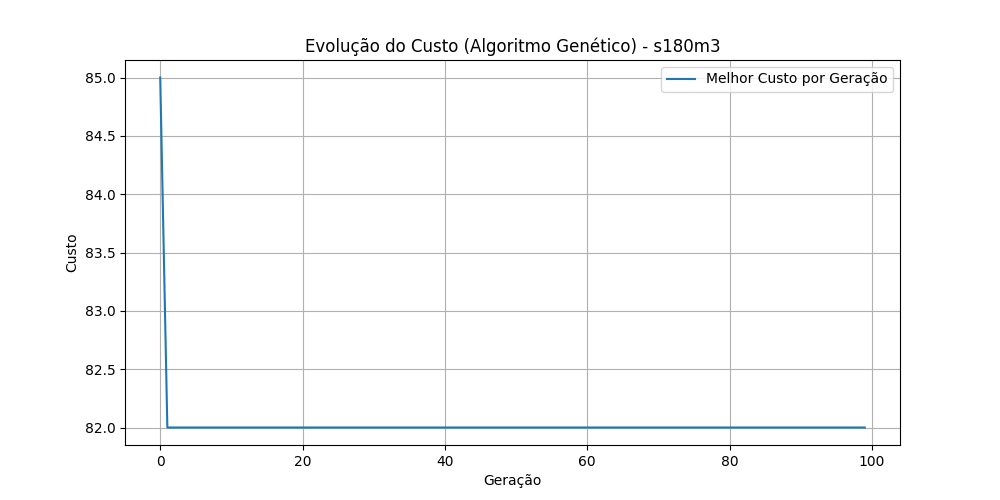 Evolução do Custo (Algoritmo Genético) - s180m3
Melhor Custo por Geração
85.0
84.5
84.0
83.5
83.0
82.5
82.0
Custo
0 20 40 60 80 100
Geração